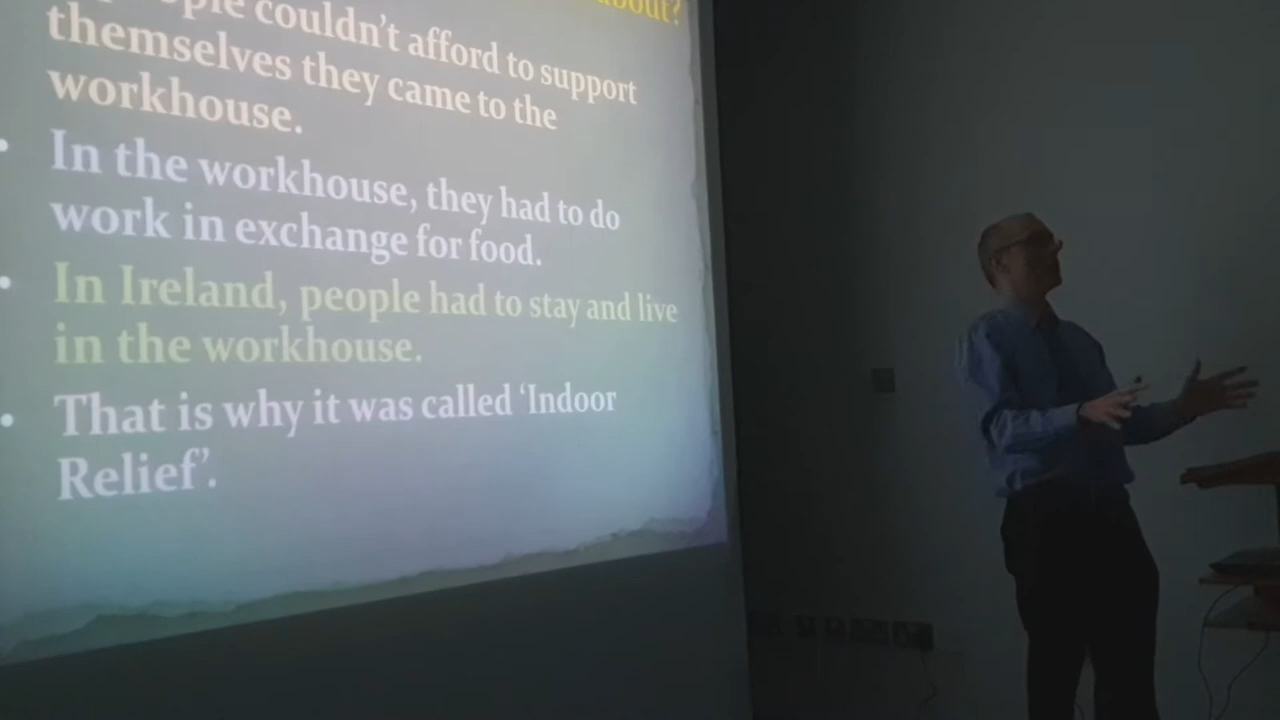 about?
couldn't afford to support
themselves they came to the
workhouse.
• In the workhouse, they had to do
work in exchange for food.
• In Ireland, people had to stay and live
in the workhouse.
• That is why it was called ‘Indoor
Relief’.